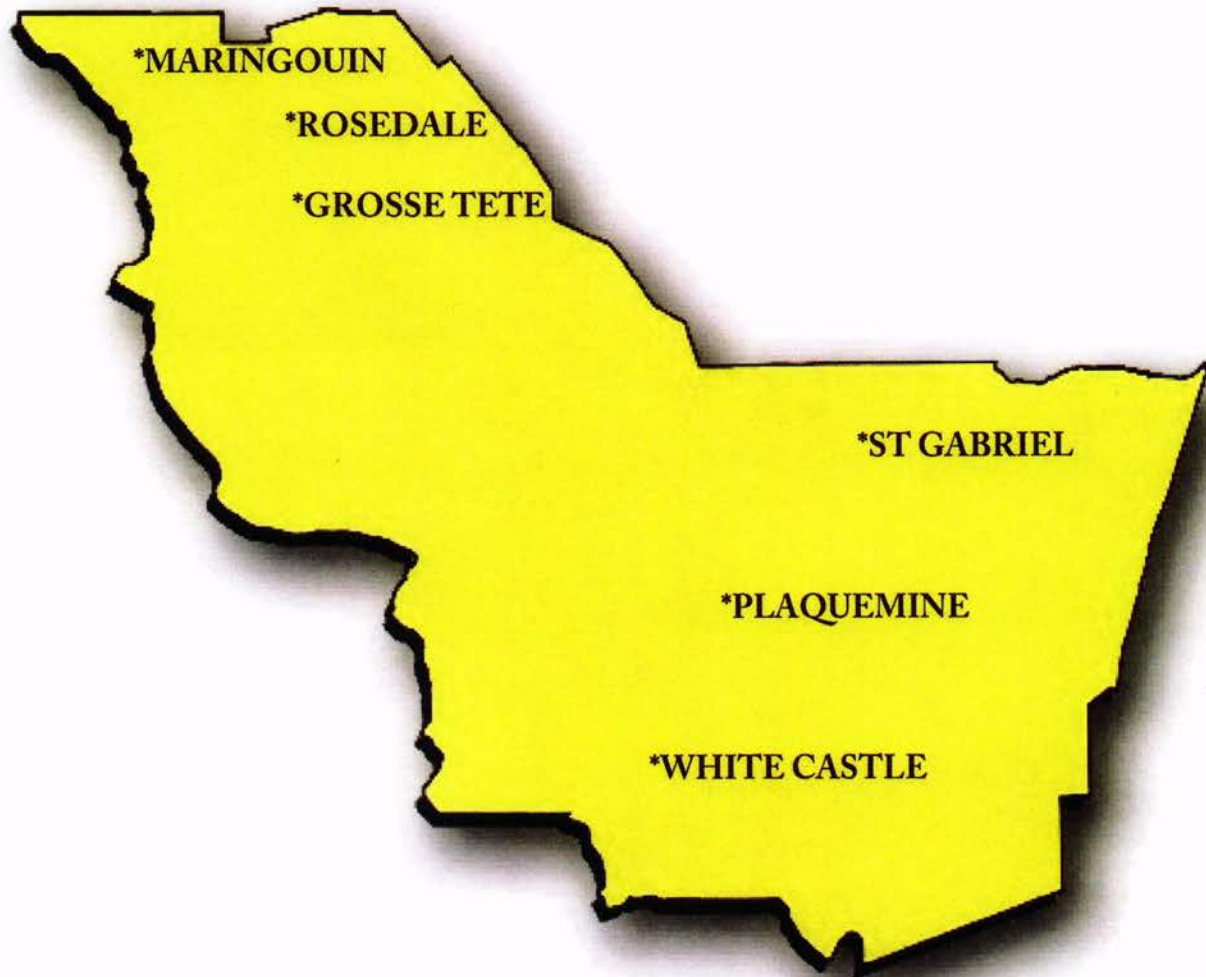 *MARINGOUIN
*ROSEDALE
*GROSSE TETE
*ST GABRIEL
*PLAQUEMINE
*WHITE CASTLE